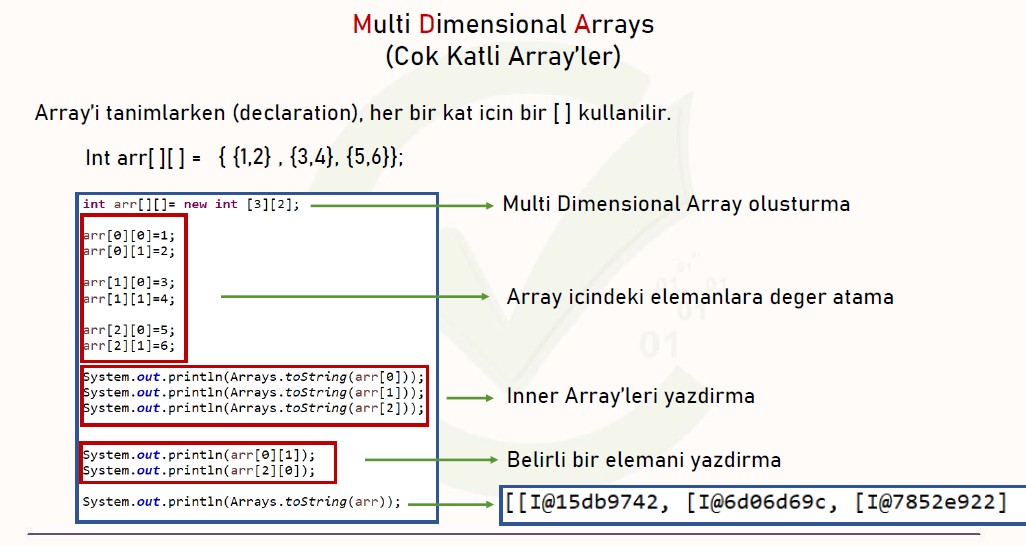 Multi Dimensional Arrays
(Cok Katli Array'ler)
Array'i tanimlarken (declaration), her bir kat icin bir [ ] kullanilir.
Int arr[ ][ ] = { {1,2} , {3,4}, {5,6}};
int arr[][]= new int [3][2];
Multi Dimensional Array olusturma
arr[0][0]=1;
arr[0][1]=2;
arr[1][0]=3;
arr[1][1]=4;
Array icindeki elemanlara deger atama
arr[2][0]=5;
arr[2][1]=6;
System.out.println(Arrays.toString(arr[0]));
System.out.println(Arrays.toString(arr[1]));
System.out.println(Arrays.toString(arr[2]));
Inner Array'leri yazdirma
System.out.println(arr[0][1]);
System.out.println(arr[2][0]);
Belirli bir elemani yazdirma
System.out.println(Arrays.toString(arr));
[[I@15db9742, [I@6d06d69c, [I@7852e922]
01
01
01
01
01